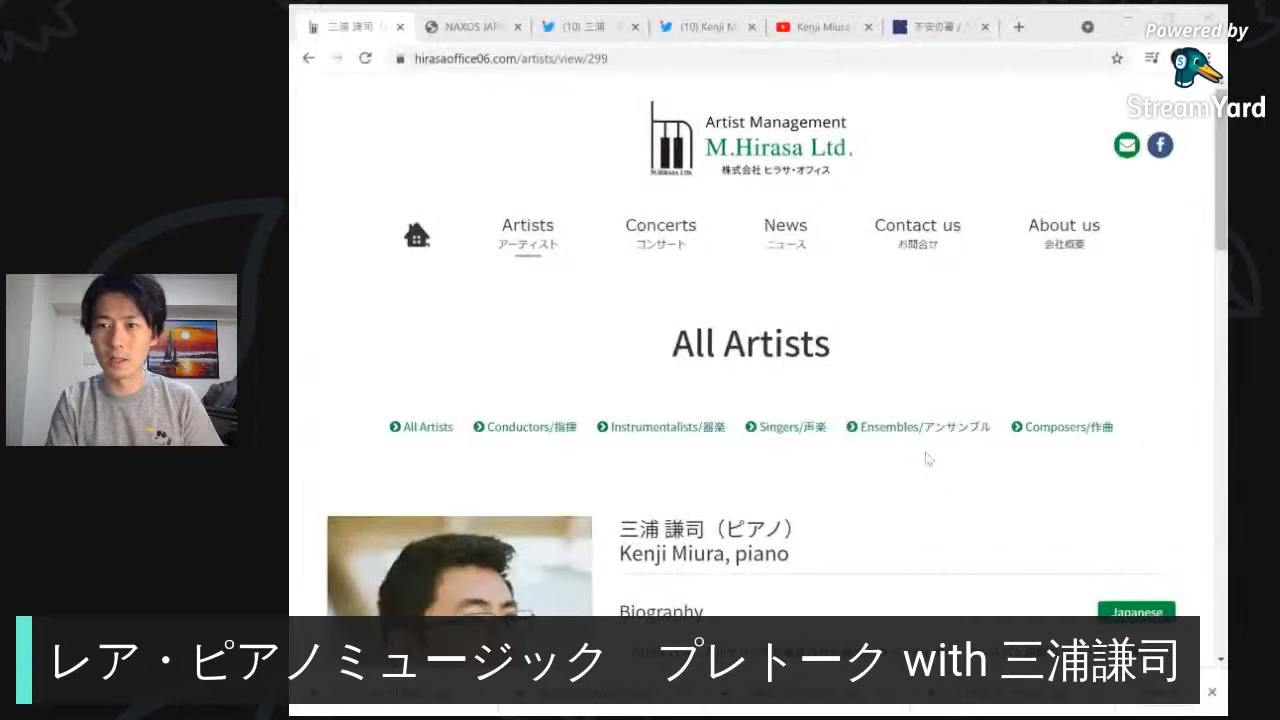 三浦 謙司
NAXOS JAP
(10) 三浦
(10) Kenji M
Kenji Miura
不安の書 /
Powered by
StreamYard
hirasaoffice06.com/artists/view/299
Artist Management
M.Hirasa Ltd.
株式会社 ヒラサ・オフィス
M.HIRASA LTD.
Artists
アーティスト
Concerts
コンサート
News
ニュース
Contact us
お問合せ
About us
会社概要
All Artists
All Artists
Conductors/指揮
Instrumentalists/器楽
Singers/声楽
Ensembles/アンサンブル
Composers/作曲
三浦 謙司（ピアノ）
Kenji Miura, piano
Biography
Japanese
レア・ピアノミュージック　プレトーク with 三浦謙司